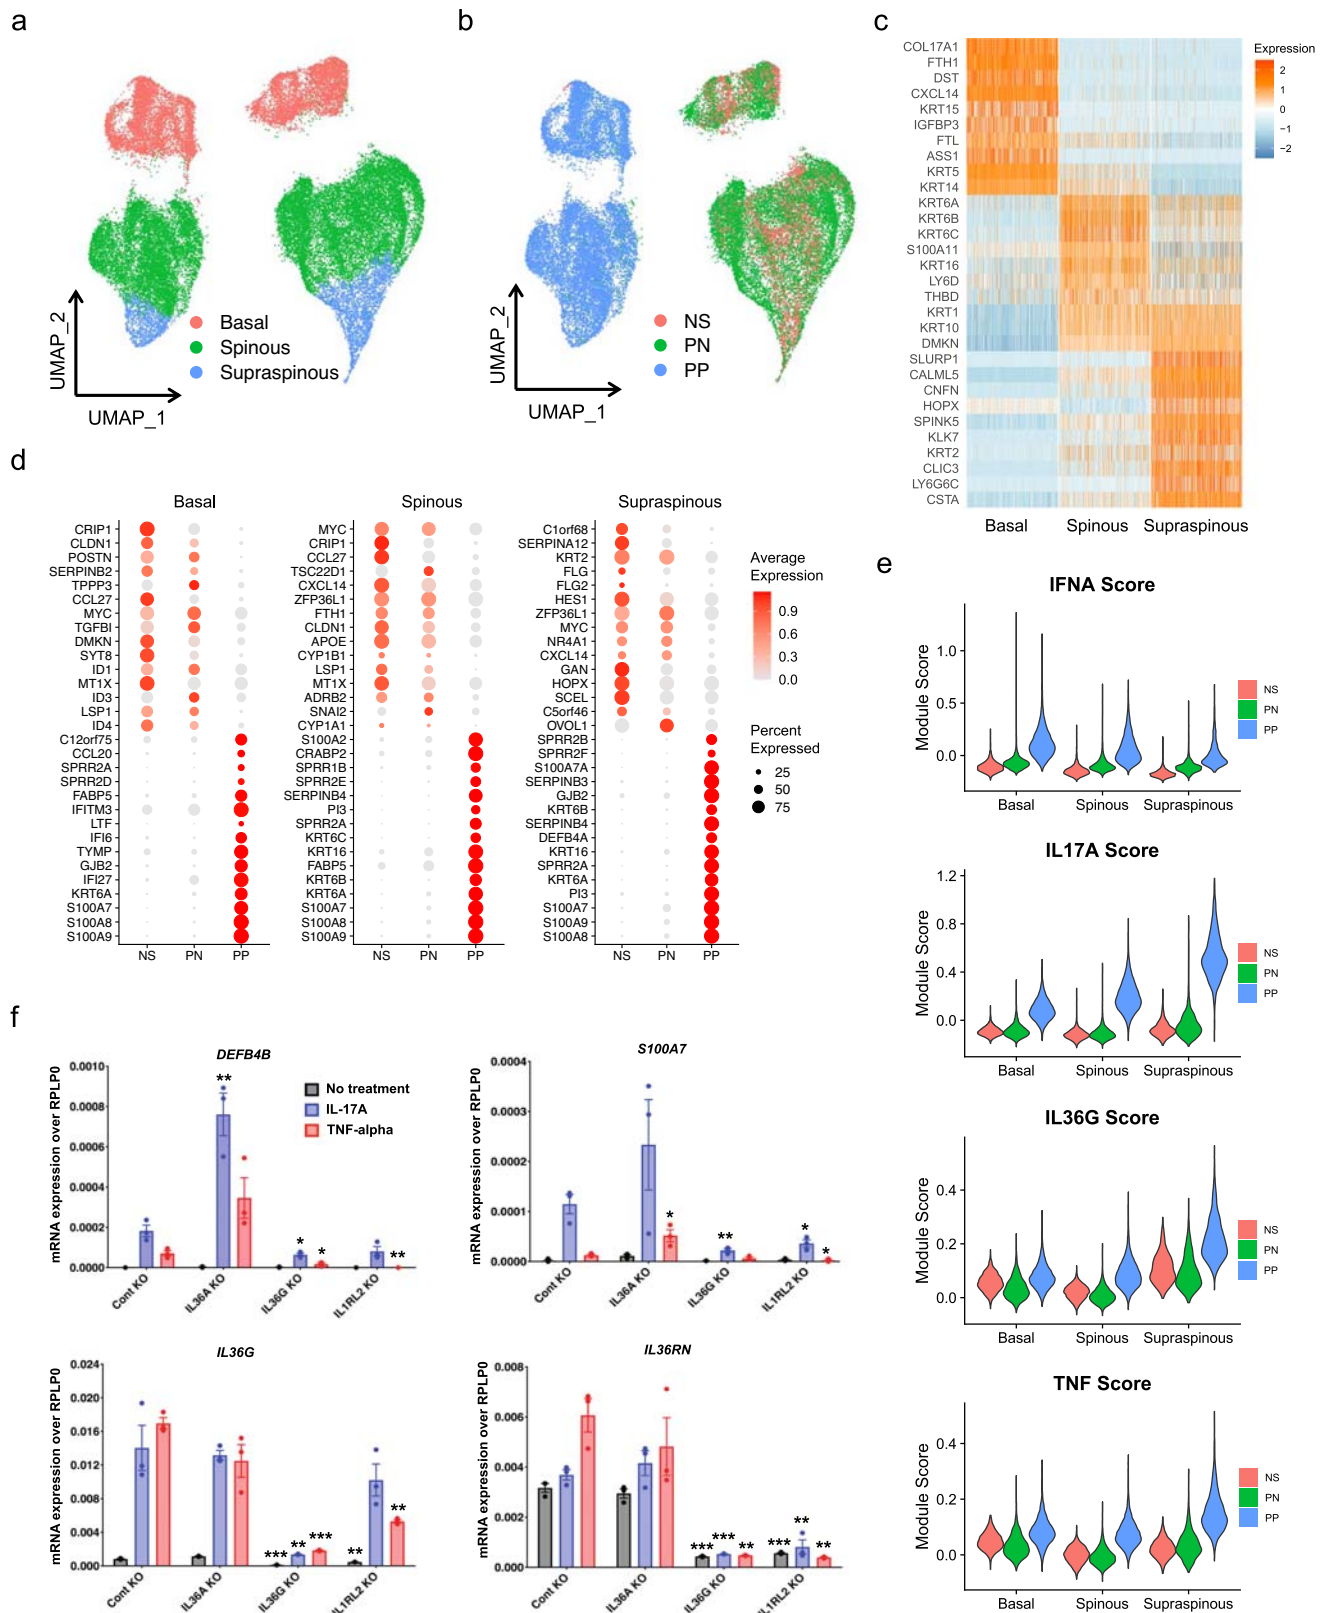 a
UMAP_2
UMAP_1
Basal
Spinous
Supraspinous
b
UMAP_2
UMAP_1
NS
PN
PP
c
COL17A1
FTH1
DST
CXCL14
KRT15
IGFBP3
FTL
ASS1
KRT5
KRT14
KRT6A
KRT6B
KRT6C
S100A11
KRT16
LY6D
THBD
KRT1
KRT10
DMKN
SLURP1
CALML5
CNFN
HOPX
SPINK5
KLK7
KRT2
CLIC3
LY6G6C
CSTA
Basal Spinous Supraspinous
Expression
2
1
0
−1
−2
d
Basal
CRIP1
CLDN1
POSTN
SERPINB2
TPPP3
CCL27
MYC
TGFBI
DMKN
SYT8
ID1
MT1X
ID3
LSP1
ID4
C12orf75
CCL20
SPRR2A
SPRR2D
FABP5
IFITM3
LTF
IFI6
TYMP
GJB2
IFI27
KRT6A
S100A7
S100A8
S100A9
NS PN PP
Spinous
MYC
CRIP1
CCL27
TSC22D1
CXCL14
ZFP36L1
FTH1
CLDN1
APOE
CYP1B1
LSP1
MT1X
ADRB2
SNAI2
CYP1A1
S100A2
CRABP2
SPRR1B
SPRR2E
SERPINB4
PI3
SPRR2A
KRT6C
KRT16
FABP5
KRT6B
KRT6A
S100A7
S100A8
S100A9
NS PN PP
Supraspinous
C1orf68
SERPINA12
KRT2
FLG
FLG2
HES1
ZFP36L1
MYC
NR4A1
CXCL14
GAN
HOPX
SCEL
C5orf46
OVOL1
SPRR2B
SPRR2F
S100A7A
SERPINB3
GJB2
KRT6B
SERPINB4
DEFB4A
KRT16
SPRR2A
KRT6A
PI3
S100A7
S100A9
S100A8
NS PN PP
Average
Expression
0.9
0.6
0.3
0.0
Percent
Expressed
25
50
75
e
IFNA Score
Module Score
1.0
0.5
0.0
Basal Spinous Supraspinous
NS
PN
PP
IL17A Score
Module Score
1.2
0.4
0.0
Basal Spinous Supraspinous
NS
PN
PP
IL36G Score
Module Score
0.4
0.2
0.0
Basal Spinous Supraspinous
NS
PN
PP
TNF Score
Module Score
0.4
0.2
0.0
Basal Spinous Supraspinous
NS
PN
PP
f
DEFB4B
mRNA expression over RPLP0
0.0010
0.0008
0.0006
0.0004
0.0002
0.0000
** * * **
Cont KO IL36A KO IL36G KO IL1RL2 KO
No treatment
IL-17A
TNF-alpha
S100A7
mRNA expression over RPLP0
0.0004
0.0003
0.0002
0.0001
0.0000
* ** * *
Cont KO IL36A KO IL36G KO IL1RL2 KO
IL36G
mRNA expression over RPLP0
0.024
0.020
0.016
0.012
0.008
0.004
0.000
*** ** *** ** **
Cont KO IL36A KO IL36G KO IL1RL2 KO
IL36RN
mRNA expression over RPLP0
0.008
0.006
0.004
0.002
0.000
*** *** ** *** ** **
Cont KO IL36A KO IL36G KO IL1RL2 KO